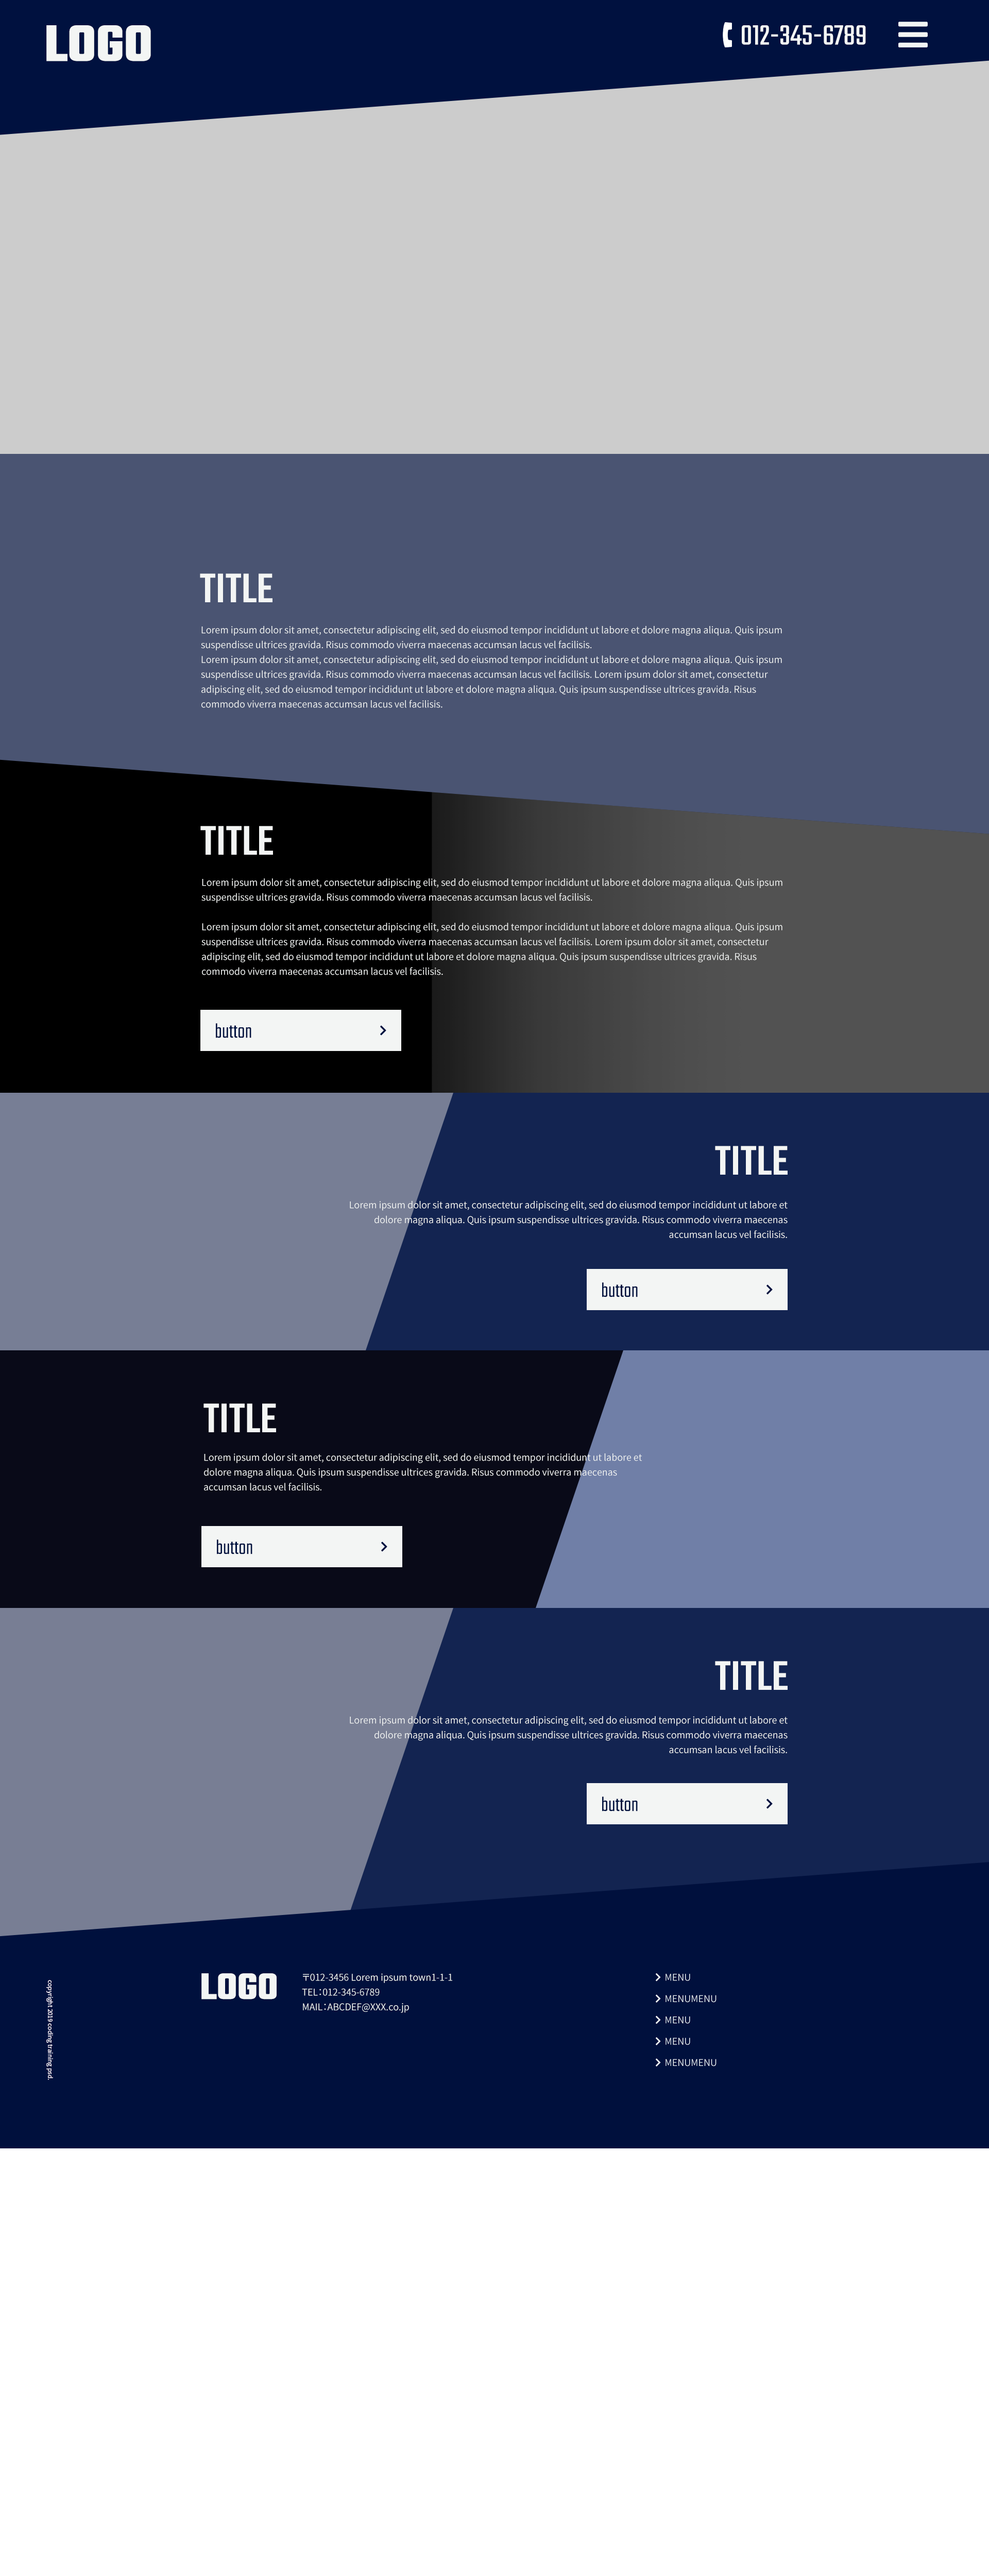 LOGO
012-345-6789
TITLE
Lorem ipsum dolor sit amet, consectetur adipiscing elit, sed do eiusmod tempor incididunt ut labore et dolore magna aliqua. Quis ipsum
suspendisse ultrices gravida. Risus commodo viverra maecenas accumsan lacus vel facilisis.
Lorem ipsum dolor sit amet, consectetur adipiscing elit, sed do eiusmod tempor incididunt ut labore et dolore magna aliqua. Quis ipsum
suspendisse ultrices gravida. Risus commodo viverra maecenas accumsan lacus vel facilisis. Lorem ipsum dolor sit amet, consectetur
adipiscing elit, sed do eiusmod tempor incididunt ut labore et dolore magna aliqua. Quis ipsum suspendisse ultrices gravida. Risus
commodo viverra maecenas accumsan lacus vel facilisis.
TITLE
Lorem ipsum dolor sit amet, consectetur adipiscing elit, sed do eiusmod tempor incididunt ut labore et dolore magna aliqua. Quis ipsum
suspendisse ultrices gravida. Risus commodo viverra maecenas accumsan lacus vel facilisis.
Lorem ipsum dolor sit amet, consectetur adipiscing elit, sed do eiusmod tempor incididunt ut labore et dolore magna aliqua. Quis ipsum
suspendisse ultrices gravida. Risus commodo viverra maecenas accumsan lacus vel facilisis. Lorem ipsum dolor sit amet, consectetur
adipiscing elit, sed do eiusmod tempor incididunt ut labore et dolore magna aliqua. Quis ipsum suspendisse ultrices gravida. Risus
commodo viverra maecenas accumsan lacus vel facilisis.
button
TITLE
Lorem ipsum dolor sit amet, consectetur adipiscing elit, sed do eiusmod tempor incididunt ut labore et
dolore magna aliqua. Quis ipsum suspendisse ultrices gravida. Risus commodo viverra maecenas
accumsan lacus vel facilisis.
button
TITLE
Lorem ipsum dolor sit amet, consectetur adipiscing elit, sed do eiusmod tempor incididunt ut labore et
dolore magna aliqua. Quis ipsum suspendisse ultrices gravida. Risus commodo viverra maecenas
accumsan lacus vel facilisis.
button
TITLE
Lorem ipsum dolor sit amet, consectetur adipiscing elit, sed do eiusmod tempor incididunt ut labore et
dolore magna aliqua. Quis ipsum suspendisse ultrices gravida. Risus commodo viverra maecenas
accumsan lacus vel facilisis.
button
copyright 2019 coding training psd.
LOGO
〒012-3456 Lorem ipsum town1-1-1
TEL：012-345-6789
MAIL：ABCDEF@XXX.co.jp
MENU
MENUMENU
MENU
MENU
MENUMENU